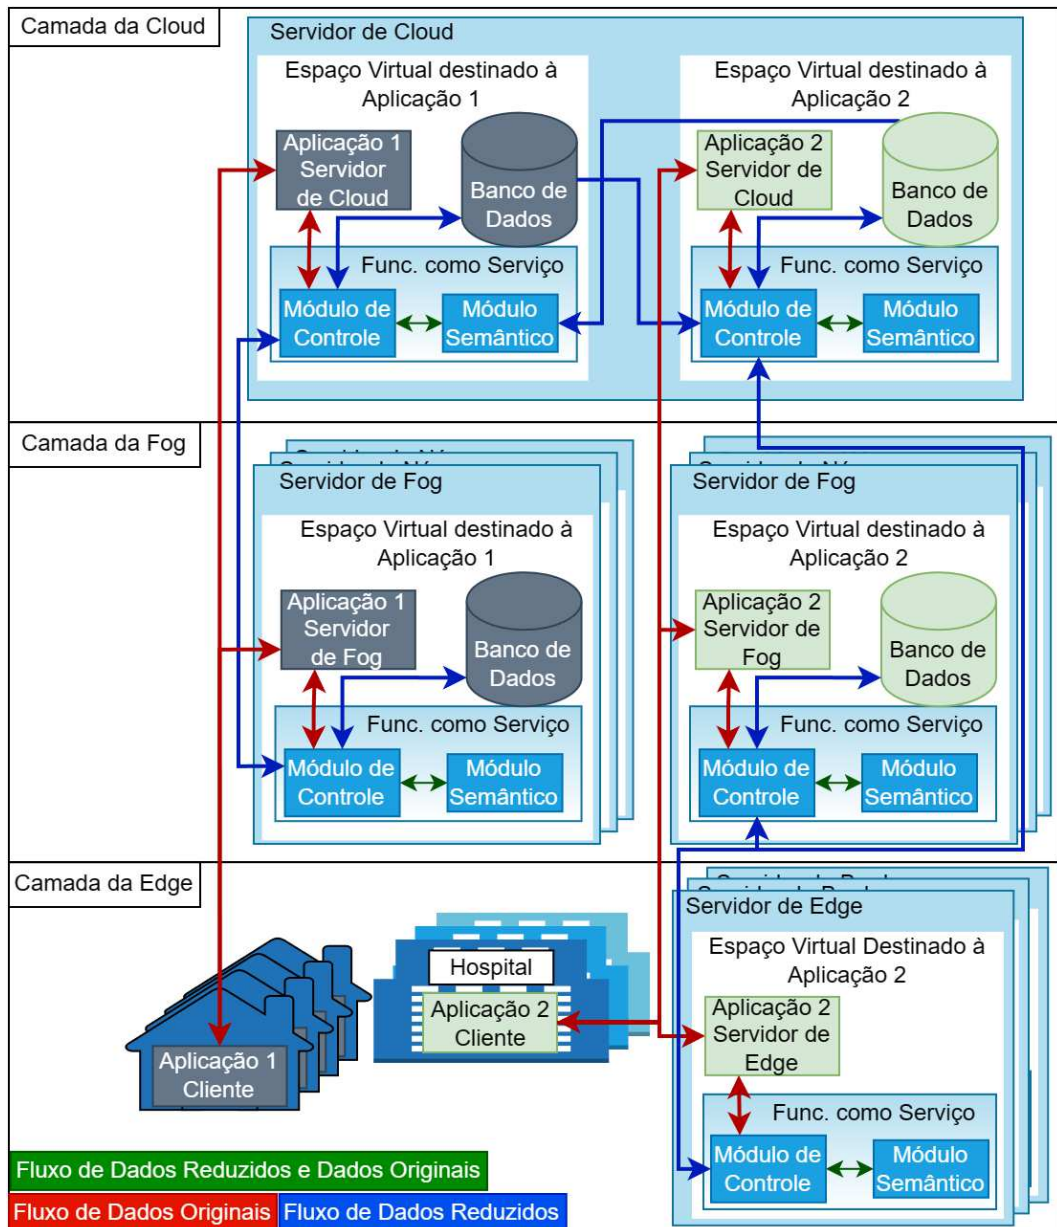 Camada da Cloud
Servidor de Cloud
Espaço Virtual destinado à
Aplicação 1
Aplicação 1
Servidor
de Cloud
Banco de
Dados
Func. como Serviço
Módulo de
Controle
Módulo
Semântico
Espaço Virtual destinado à
Aplicação 2
Aplicação 2
Servidor de
Cloud
Banco de
Dados
Func. como Serviço
Módulo de
Controle
Módulo
Semântico
Camada da Fog
Servidor de Fog
Espaço Virtual destinado à
Aplicação 1
Aplicação 1
Servidor
de Fog
Banco de
Dados
Func. como Serviço
Módulo de
Controle
Módulo
Semântico
Servidor de Fog
Espaço Virtual destinado à
Aplicação 2
Aplicação 2
Servidor de
Fog
Banco de
Dados
Func. como Serviço
Módulo de
Controle
Módulo
Semântico
Camada da Edge
Aplicação 1
Cliente
Hospital
Aplicação 2
Cliente
Servidor de Edge
Espaço Virtual Destinado à
Aplicação 2
Aplicação 2
Servidor de
Edge
Func. como Serviço
Módulo de
Controle
Módulo
Semântico
Fluxo de Dados Reduzidos e Dados Originais
Fluxo de Dados Originais
Fluxo de Dados Reduzidos